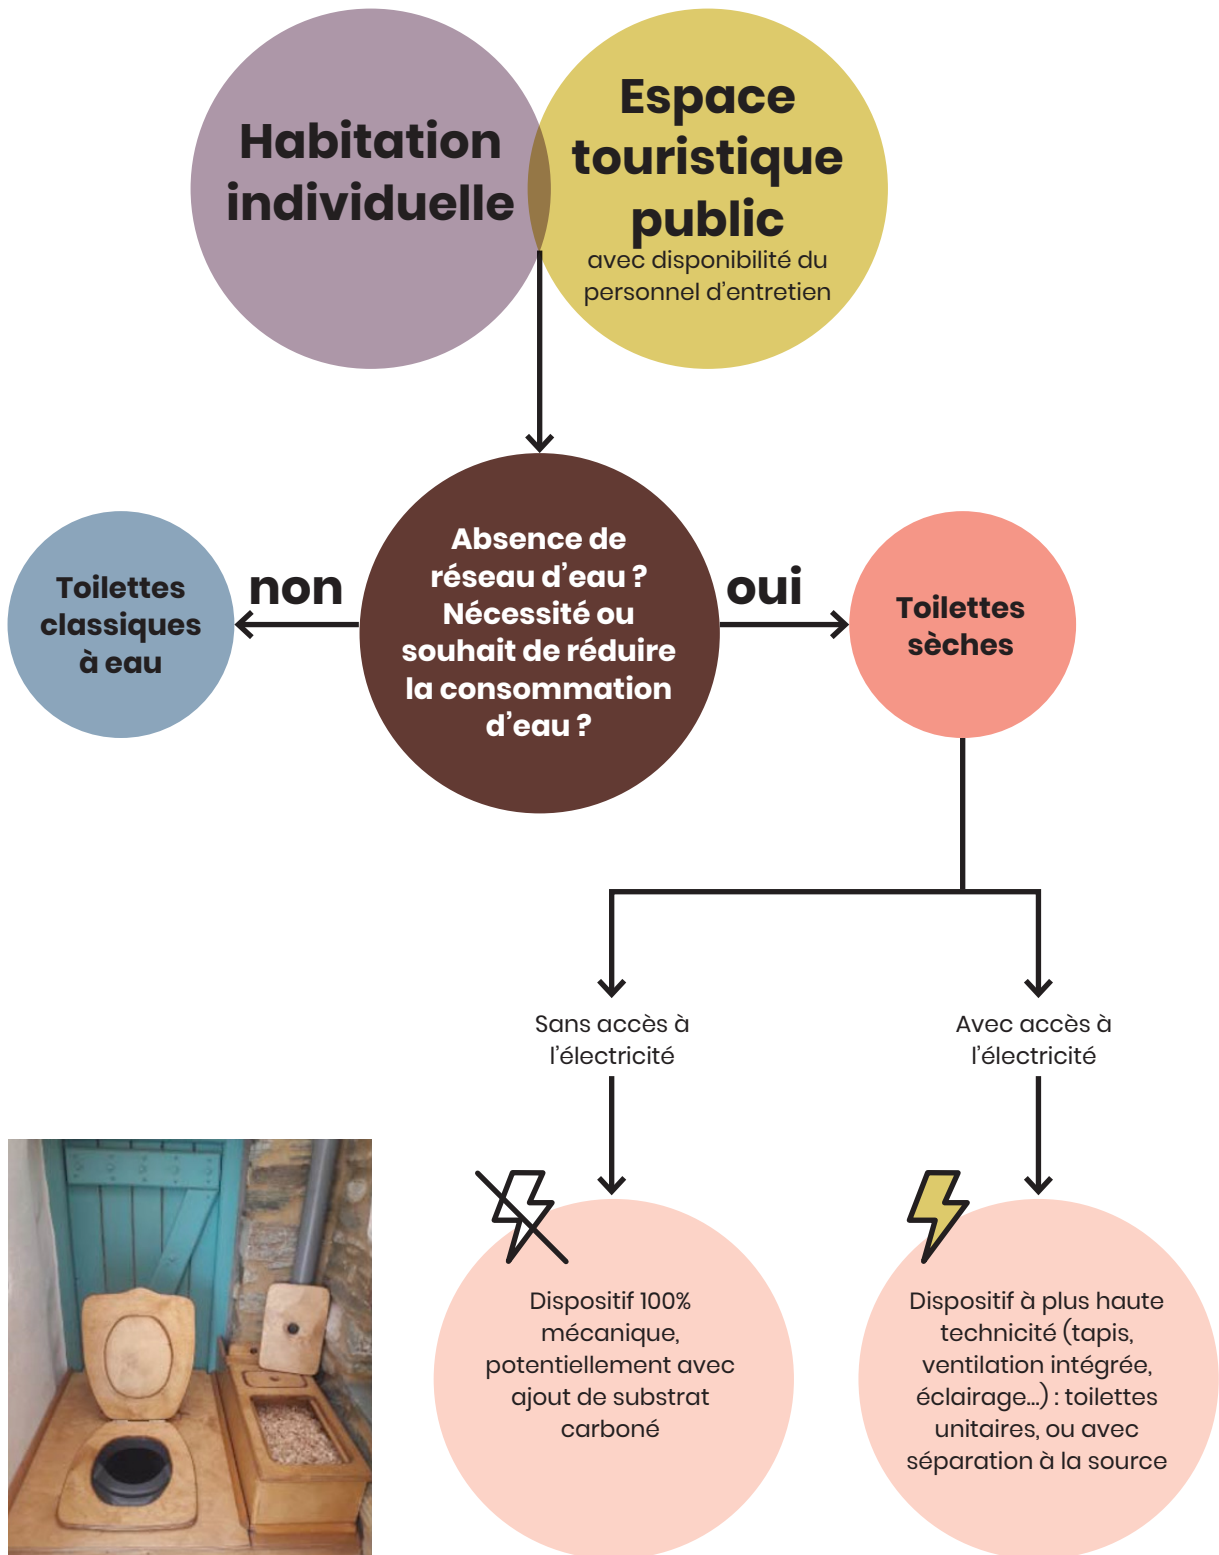 Habitation
individuelle
Espace
touristique
public
avec disponibilité du
personnel d'entretien
Absence de
réseau d'eau ?
Nécessité ou
souhait de réduire
la consommation
d'eau ?
non
Toilettes
classiques
à eau
oui
Toilettes
sèches
Sans accès à
l'électricité
Avec accès à
l'électricité
Dispositif 100%
mécanique,
potentiellement avec
ajout de substrat
carboné
Dispositif à plus haute
technicité (tapis,
ventilation intégrée,
éclairage...) : toilettes
unitaires, ou avec
séparation à la source